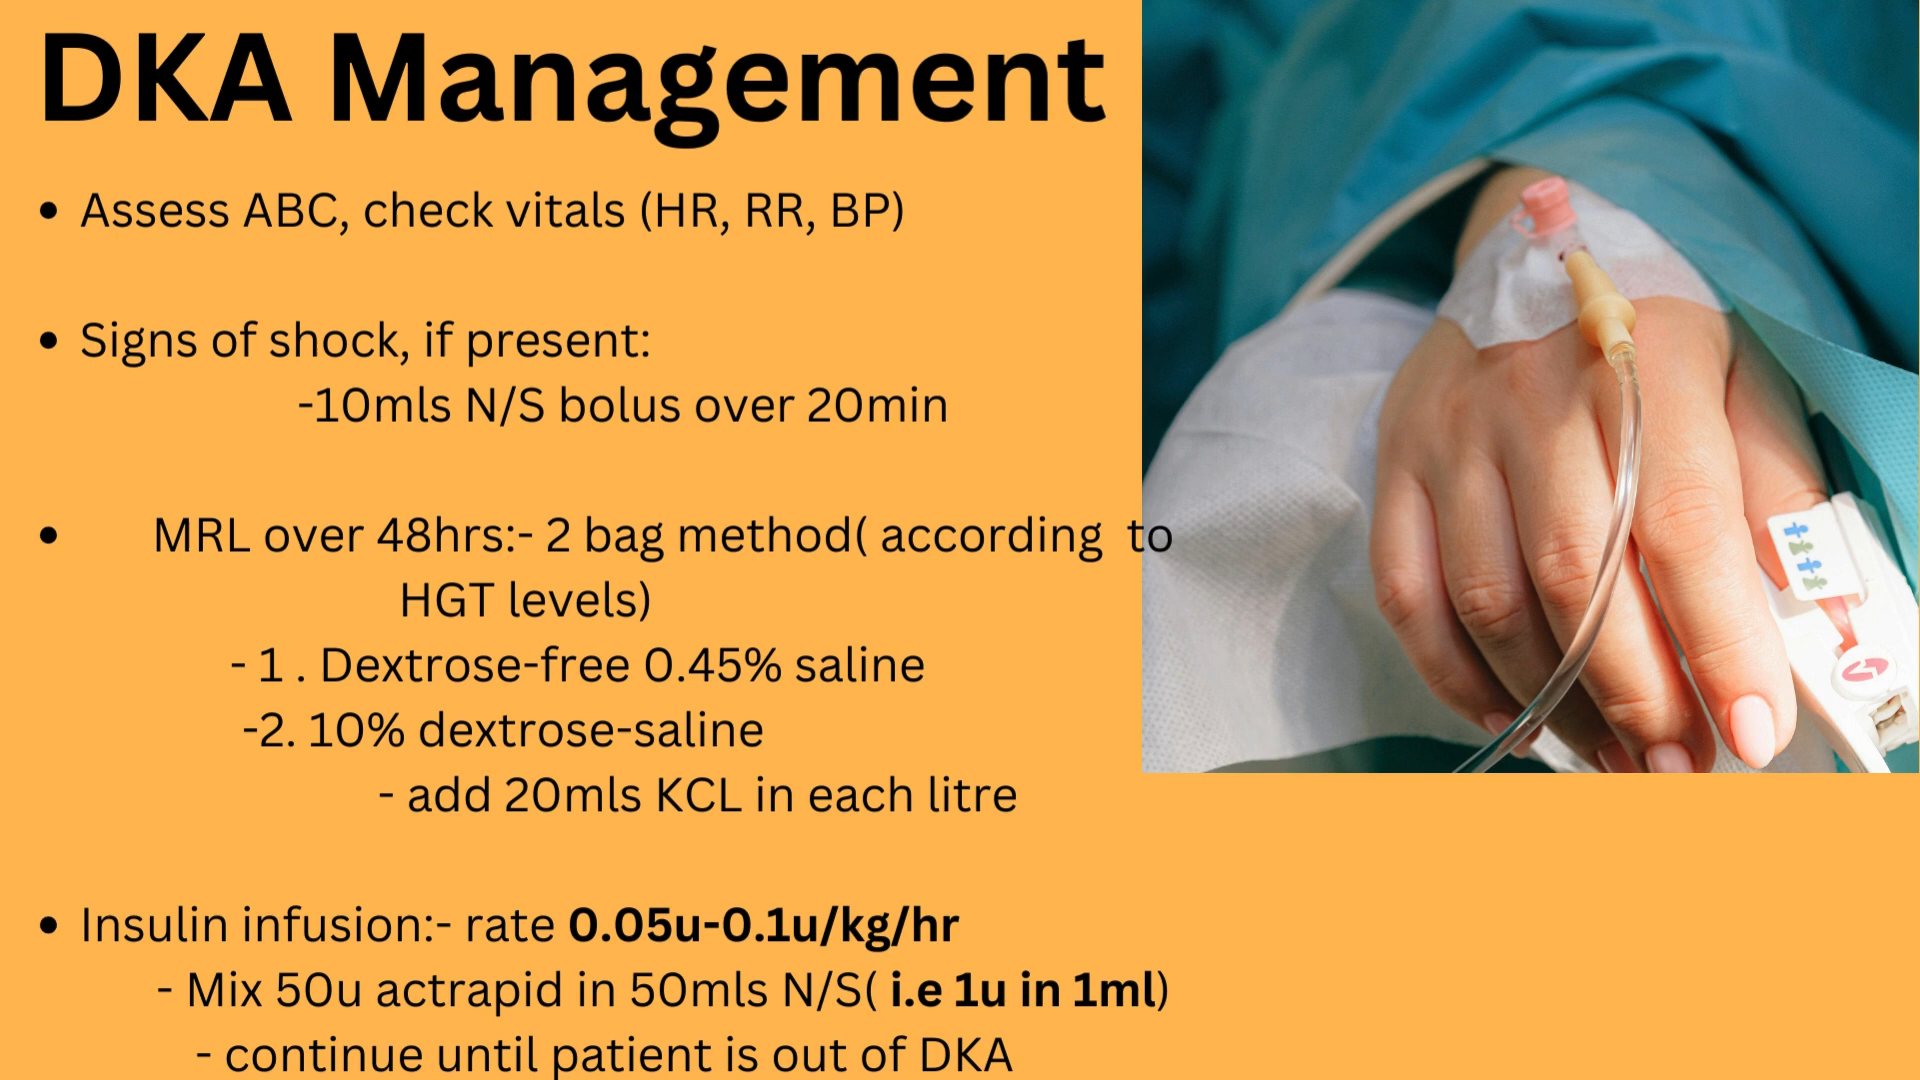 DKA Management
• Assess ABC, check vitals (HR, RR, BP)
• Signs of shock, if present:
-10mls N/S bolus over 20min
• MRL over 48hrs:- 2 bag method( according  to
HGT levels)
- 1 . Dextrose-free 0.45% saline
-2. 10% dextrose-saline
- add 20mls KCL in each litre
• Insulin infusion:- rate 0.05u-0.1u/kg/hr
- Mix 50u actrapid in 50mls N/S( i.e 1u in 1ml)
- continue until patient is out of DKA